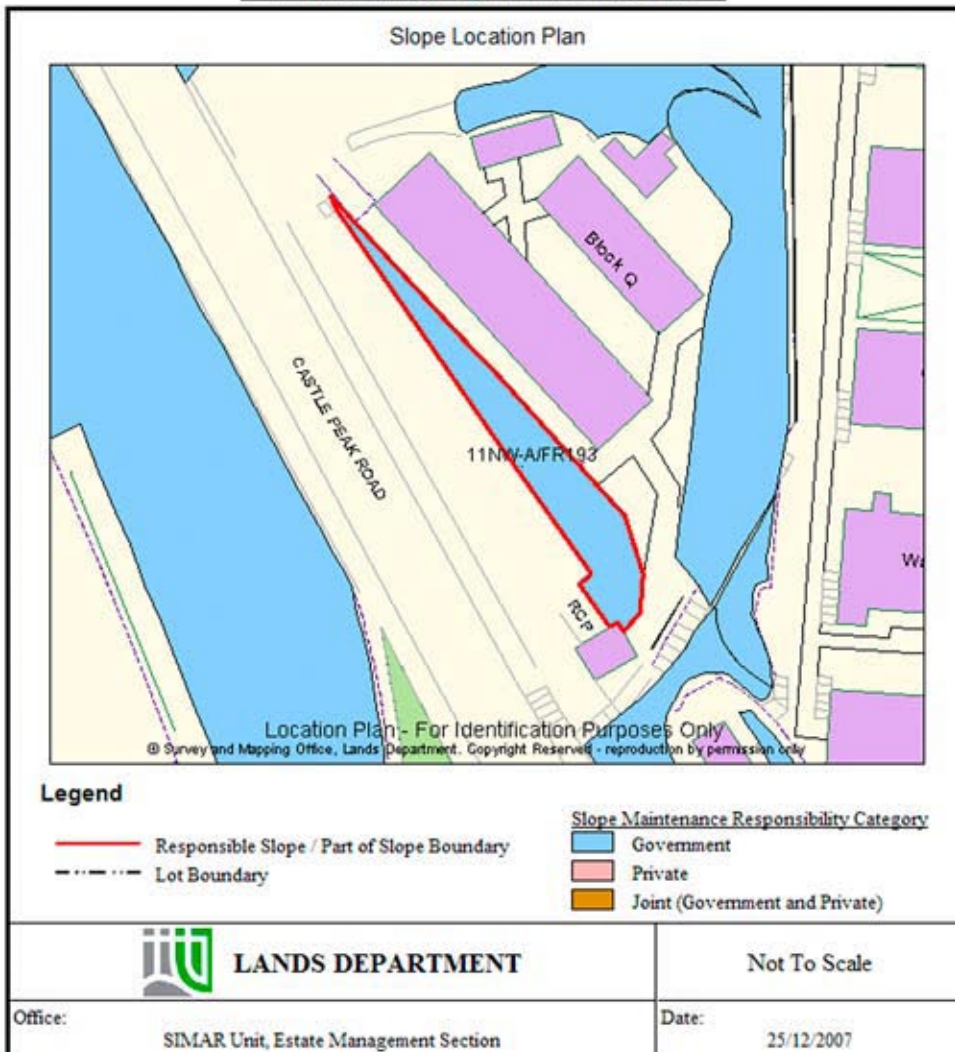 Slope Location Plan
Block Q
CASTLE PEAK ROAD
11NW-A/FR193
RCP
Location Plan - For Identification Purposes Only
@ Survey and Mapping Office, Lands Department. Copyright Reserved - reproduction by permission only
Legend
Responsible Slope / Part of Slope Boundary
Lot Boundary
Slope Maintenance Responsibility Category
Government
Private
Joint (Government and Private)
LANDS DEPARTMENT
Not To Scale
Office:
SIMAR Unit, Estate Management Section
Date:
25/12/2007